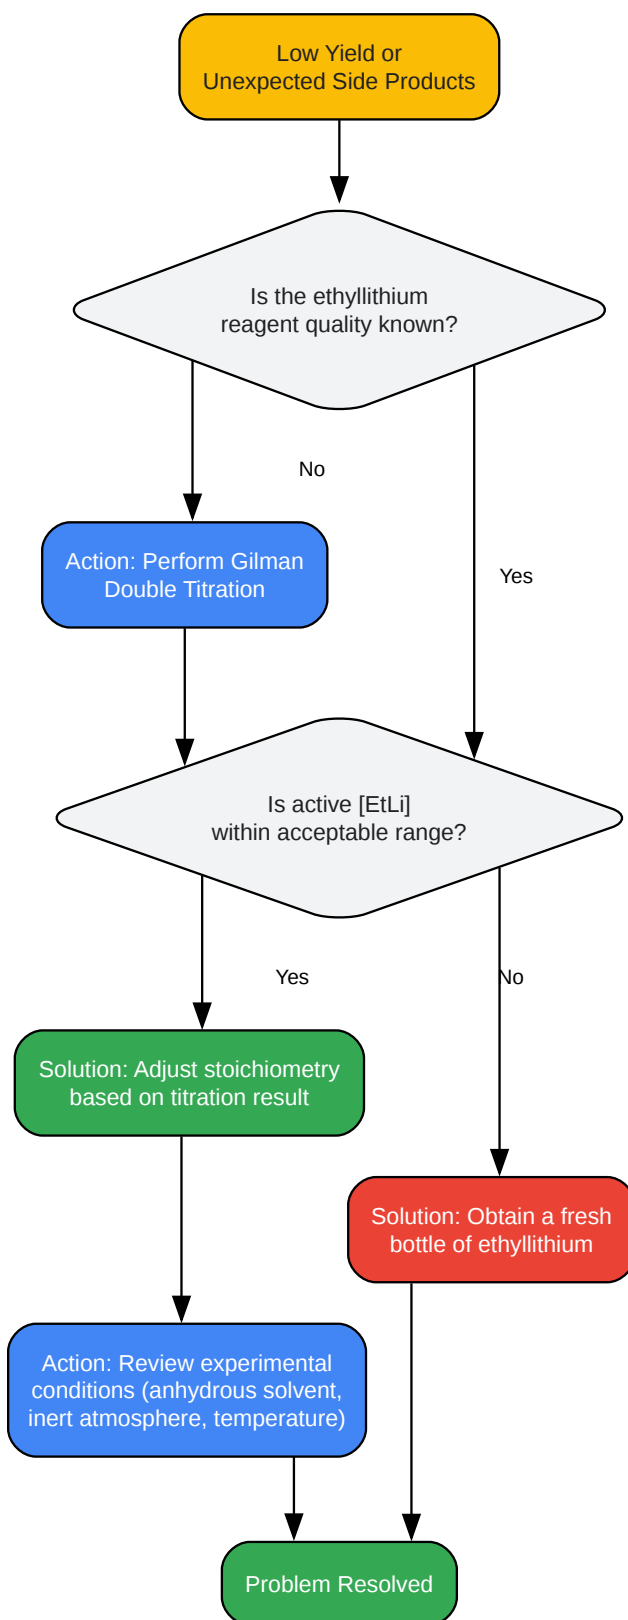 Low Yield or
Unexpected Side Products
Is the ethyllithium
reagent quality known?
No
Action: Perform Gilman
Double Titration
Yes
Is active [EtLi]
within acceptable range?
Yes
No
Solution: Adjust stoichiometry
based on titration result
Solution: Obtain a fresh
bottle of ethyllithium
Action: Review experimental
conditions (anhydrous solvent,
inert atmosphere, temperature)
Problem Resolved